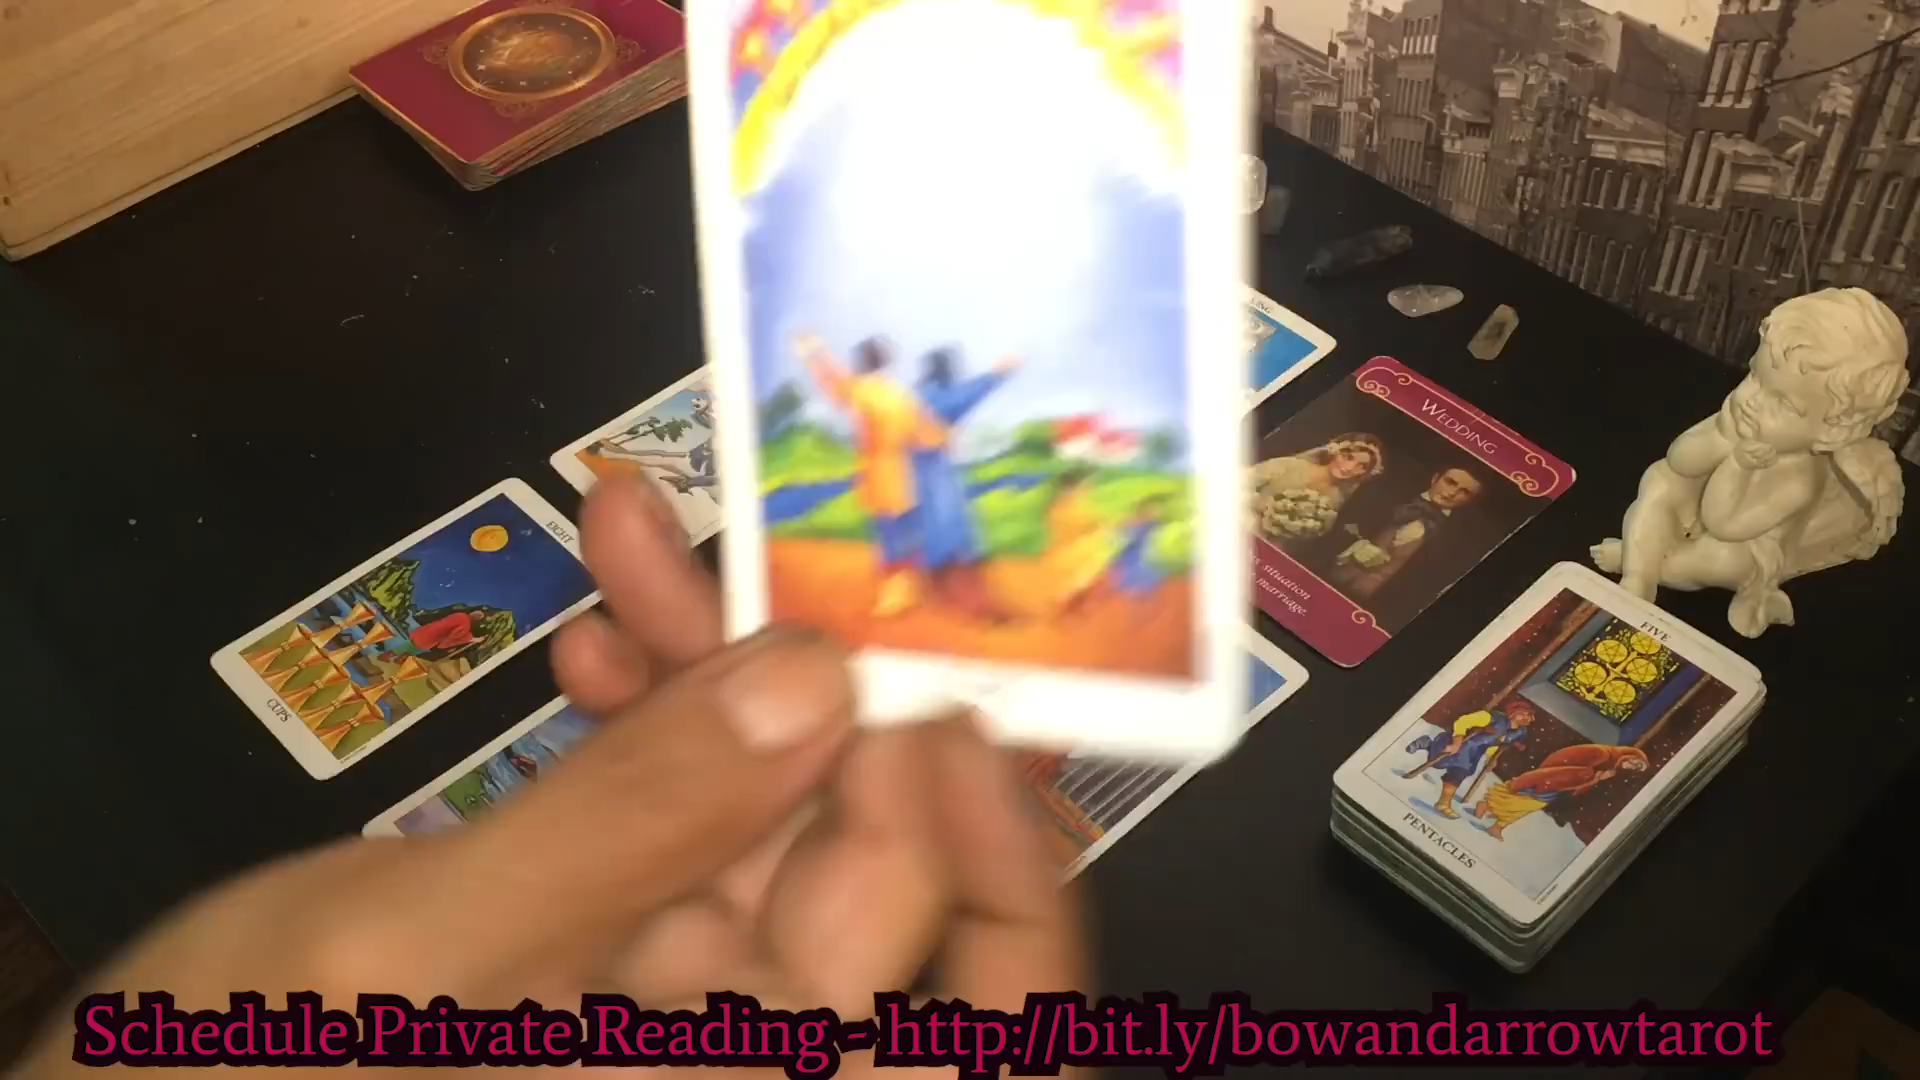 WEDDING
situation
marriage.
EIGHT
CUPS
FIVE
PENTACLES
Schedule Private Reading - http://bit.ly/bowandarrowtarot